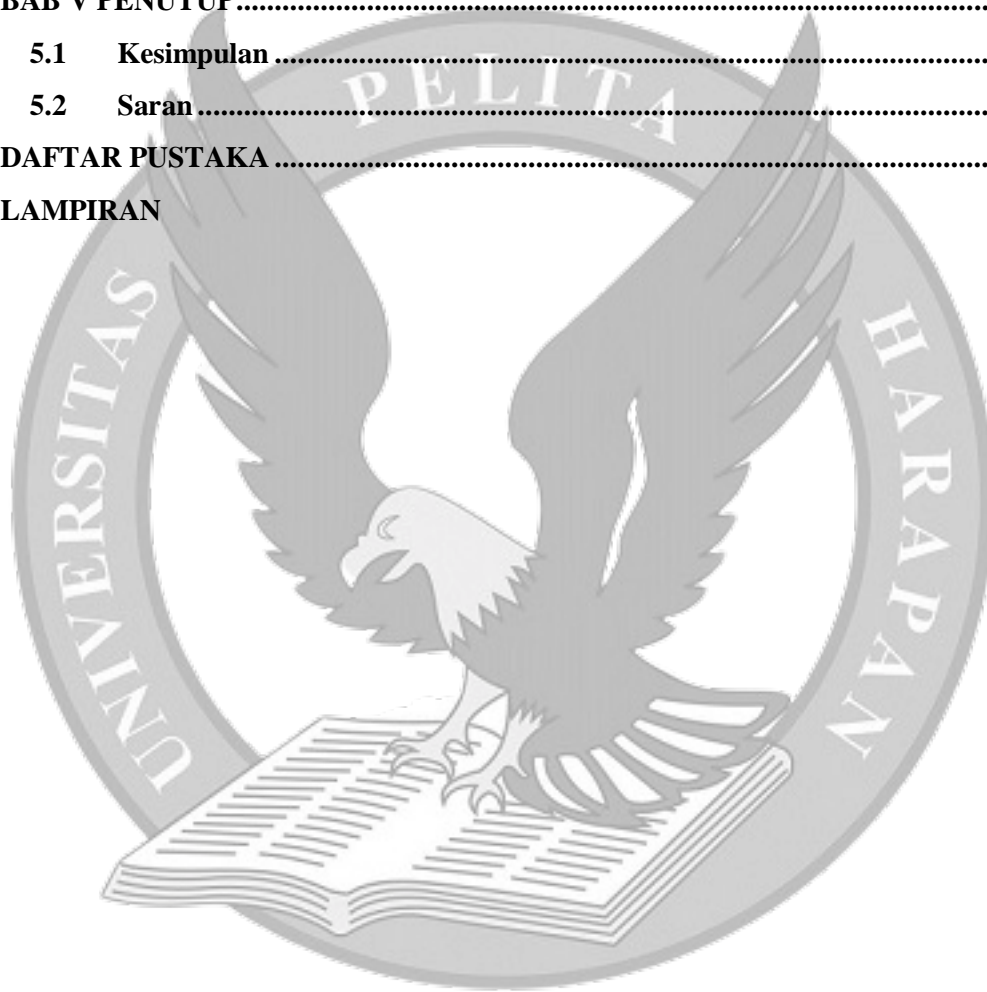 BAB V PENUTUP................................................................................
5.1 Kesimpulan................................................................................
5.2 Saran................................................................................
DAFTAR PUSTAKA................................................................................
LAMPIRAN
UNIVERSITAS PELITA HARAPAN